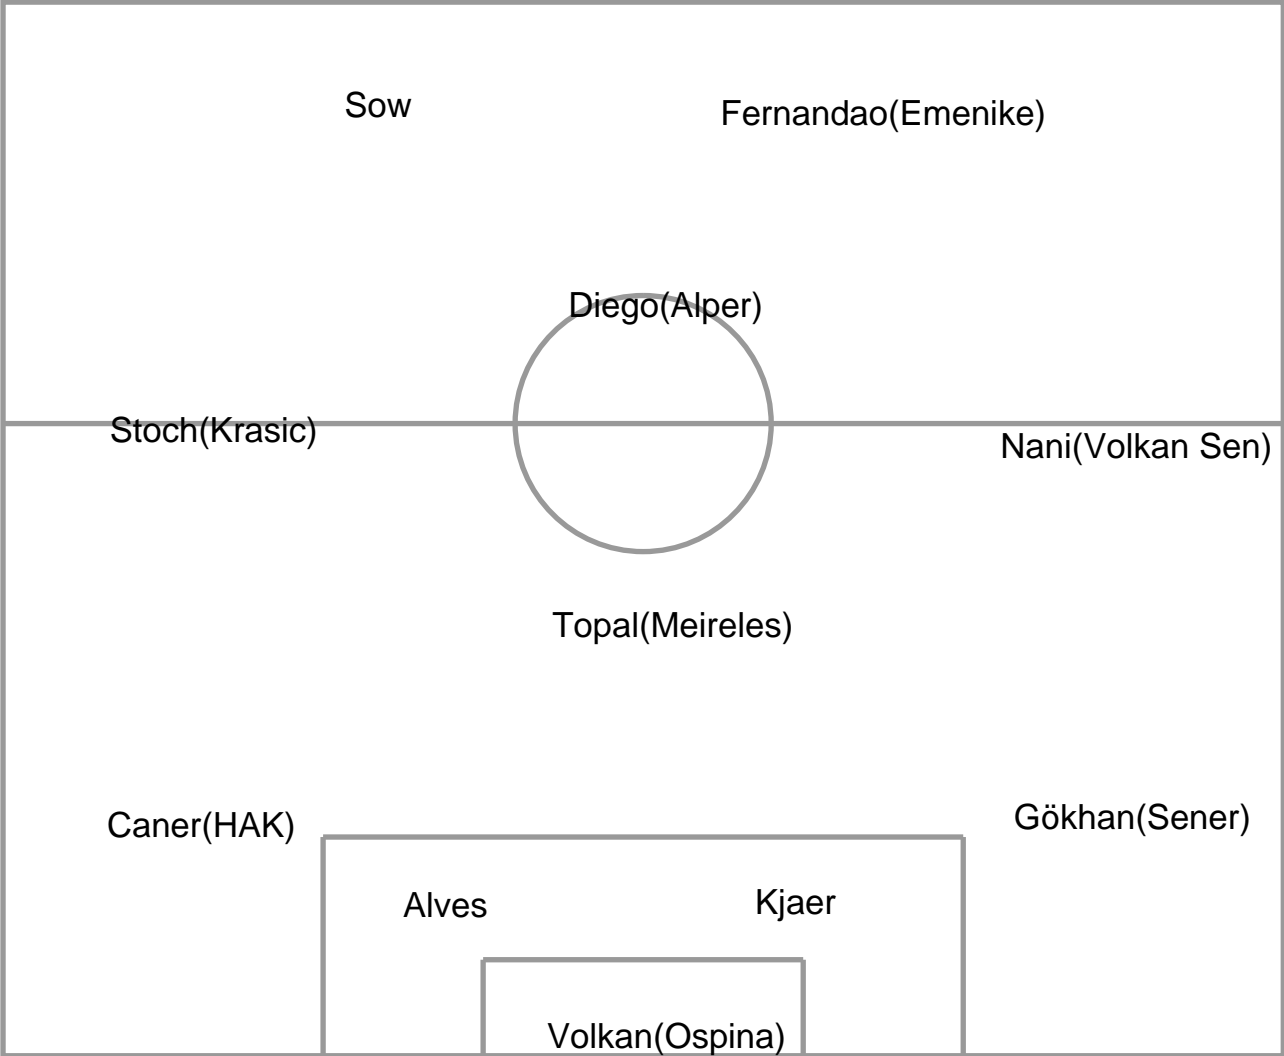 Sow
Fernandao(Emenike)
Diego(Alper)
Stoch(Krasic)
Nani(Volkan Sen)
Topal(Meireles)
Caner(HAK)
Gökhan(Sener)
Alves
Kjaer
Volkan(Ospina)